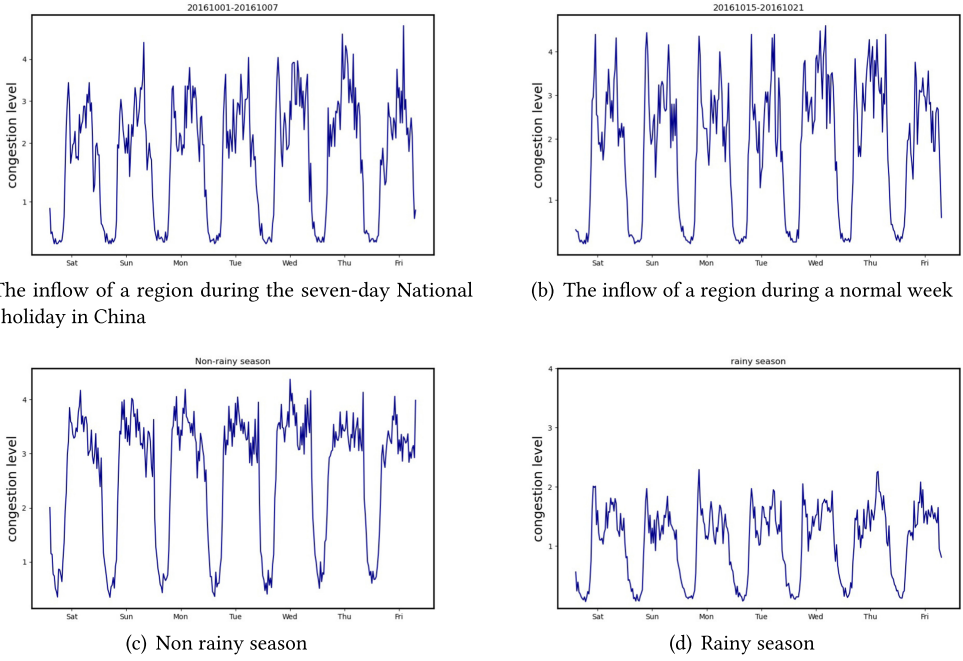 20161001-20161007
congestion level
4
3
2
1
Sat Sun Mon Tue Wed Thu Fri
The inflow of a region during the seven-day National
holiday in China
20161015-20161021
congestion level
4
3
2
1
Sat Sun Mon Tue Wed Thu Fri
(b) The inflow of a region during a normal week
Non-rainy season
congestion level
4
3
2
1
Sat Sun Mon Tue Wed Thu Fri
(c) Non rainy season
rainy season
congestion level
4
3
2
1
Sat Sun Mon Tue Wed Thu Fri
(d) Rainy season